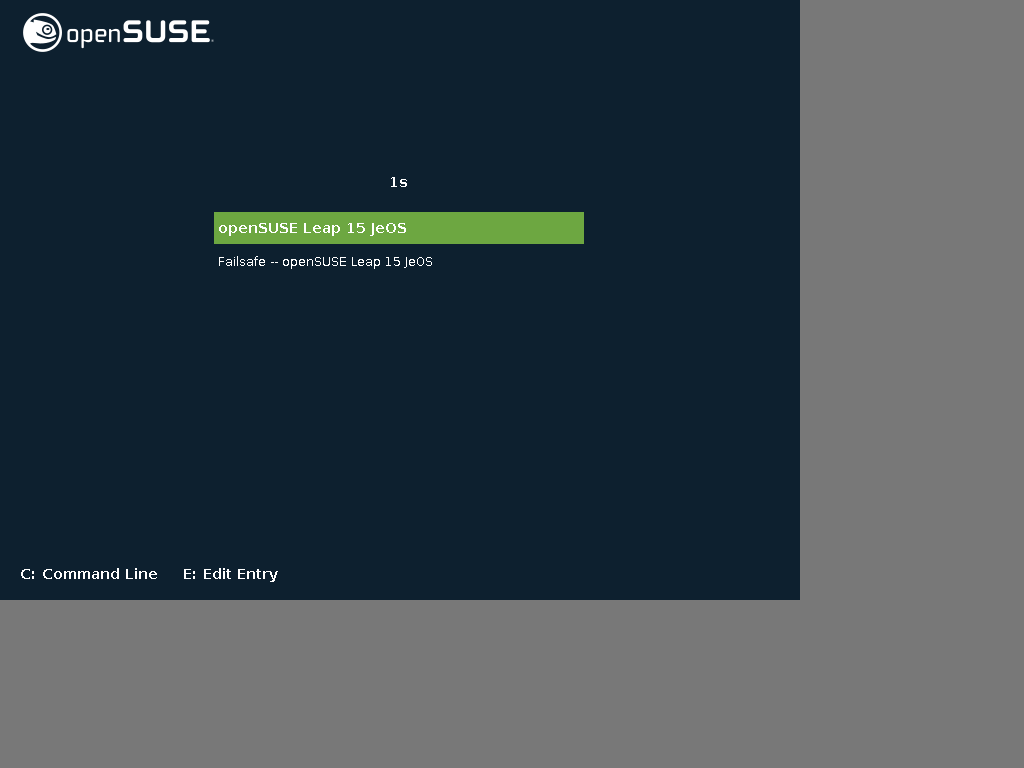 openSUSE.
1s
openSUSE Leap 15 JeOS
Failsafe -- openSUSE Leap 15 JeOS
C: Command Line E: Edit Entry